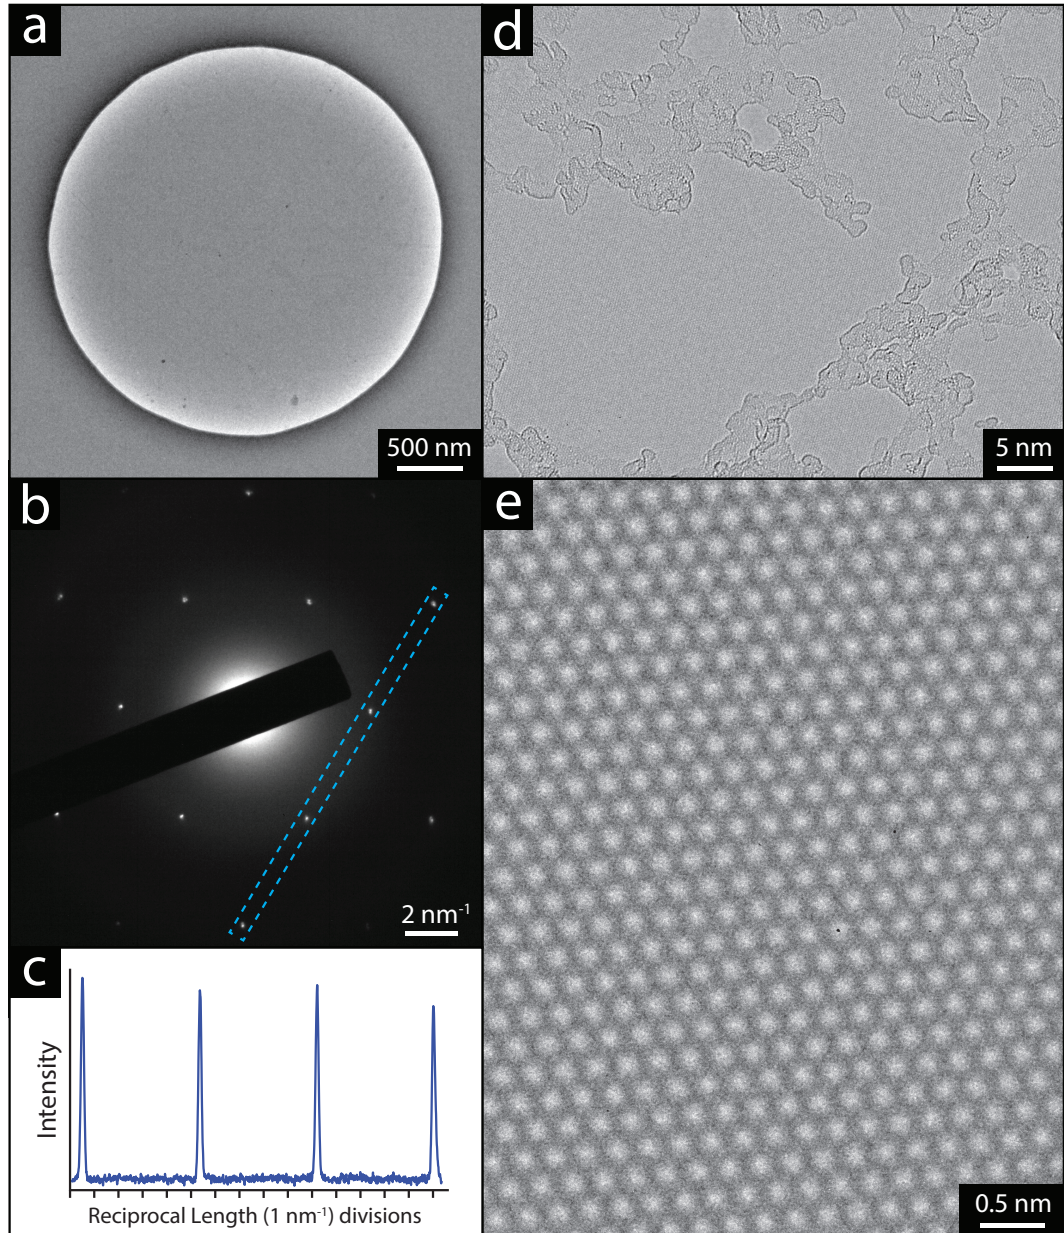 a
500 nm
b
2 nm⁻¹
c
Intensity
Reciprocal Length (1 nm⁻¹) divisions
d
5 nm
e
0.5 nm